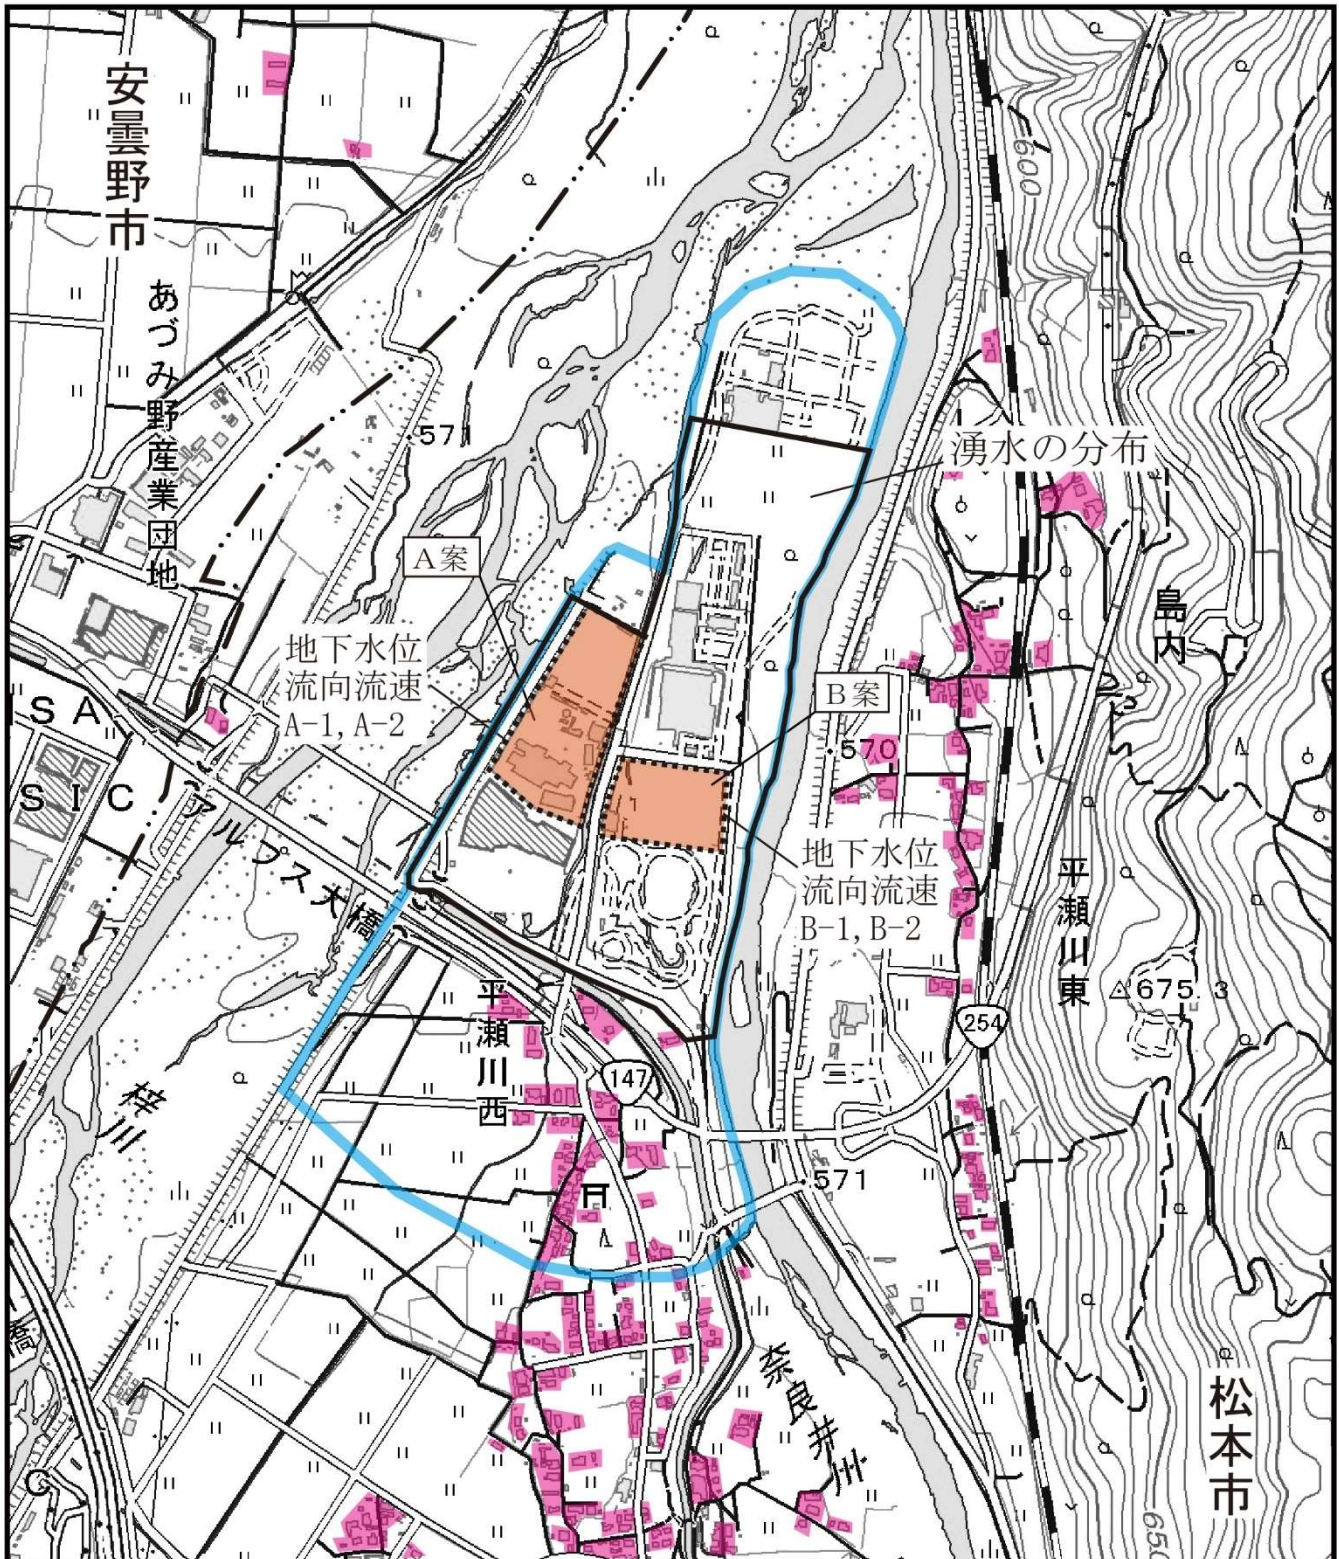 安曇野市
あづみ野産業団地
600
571
湧水の分布
A案
島内
地下水位
流向流速
A-1, A-2
B案
ISA
570
SIC
アルプス大橋
地下水位
流向流速
B-1, B-2
平瀬川東
675.3
254
平瀬川西
147
梓川
571
奈良井川
松本市
橋
65